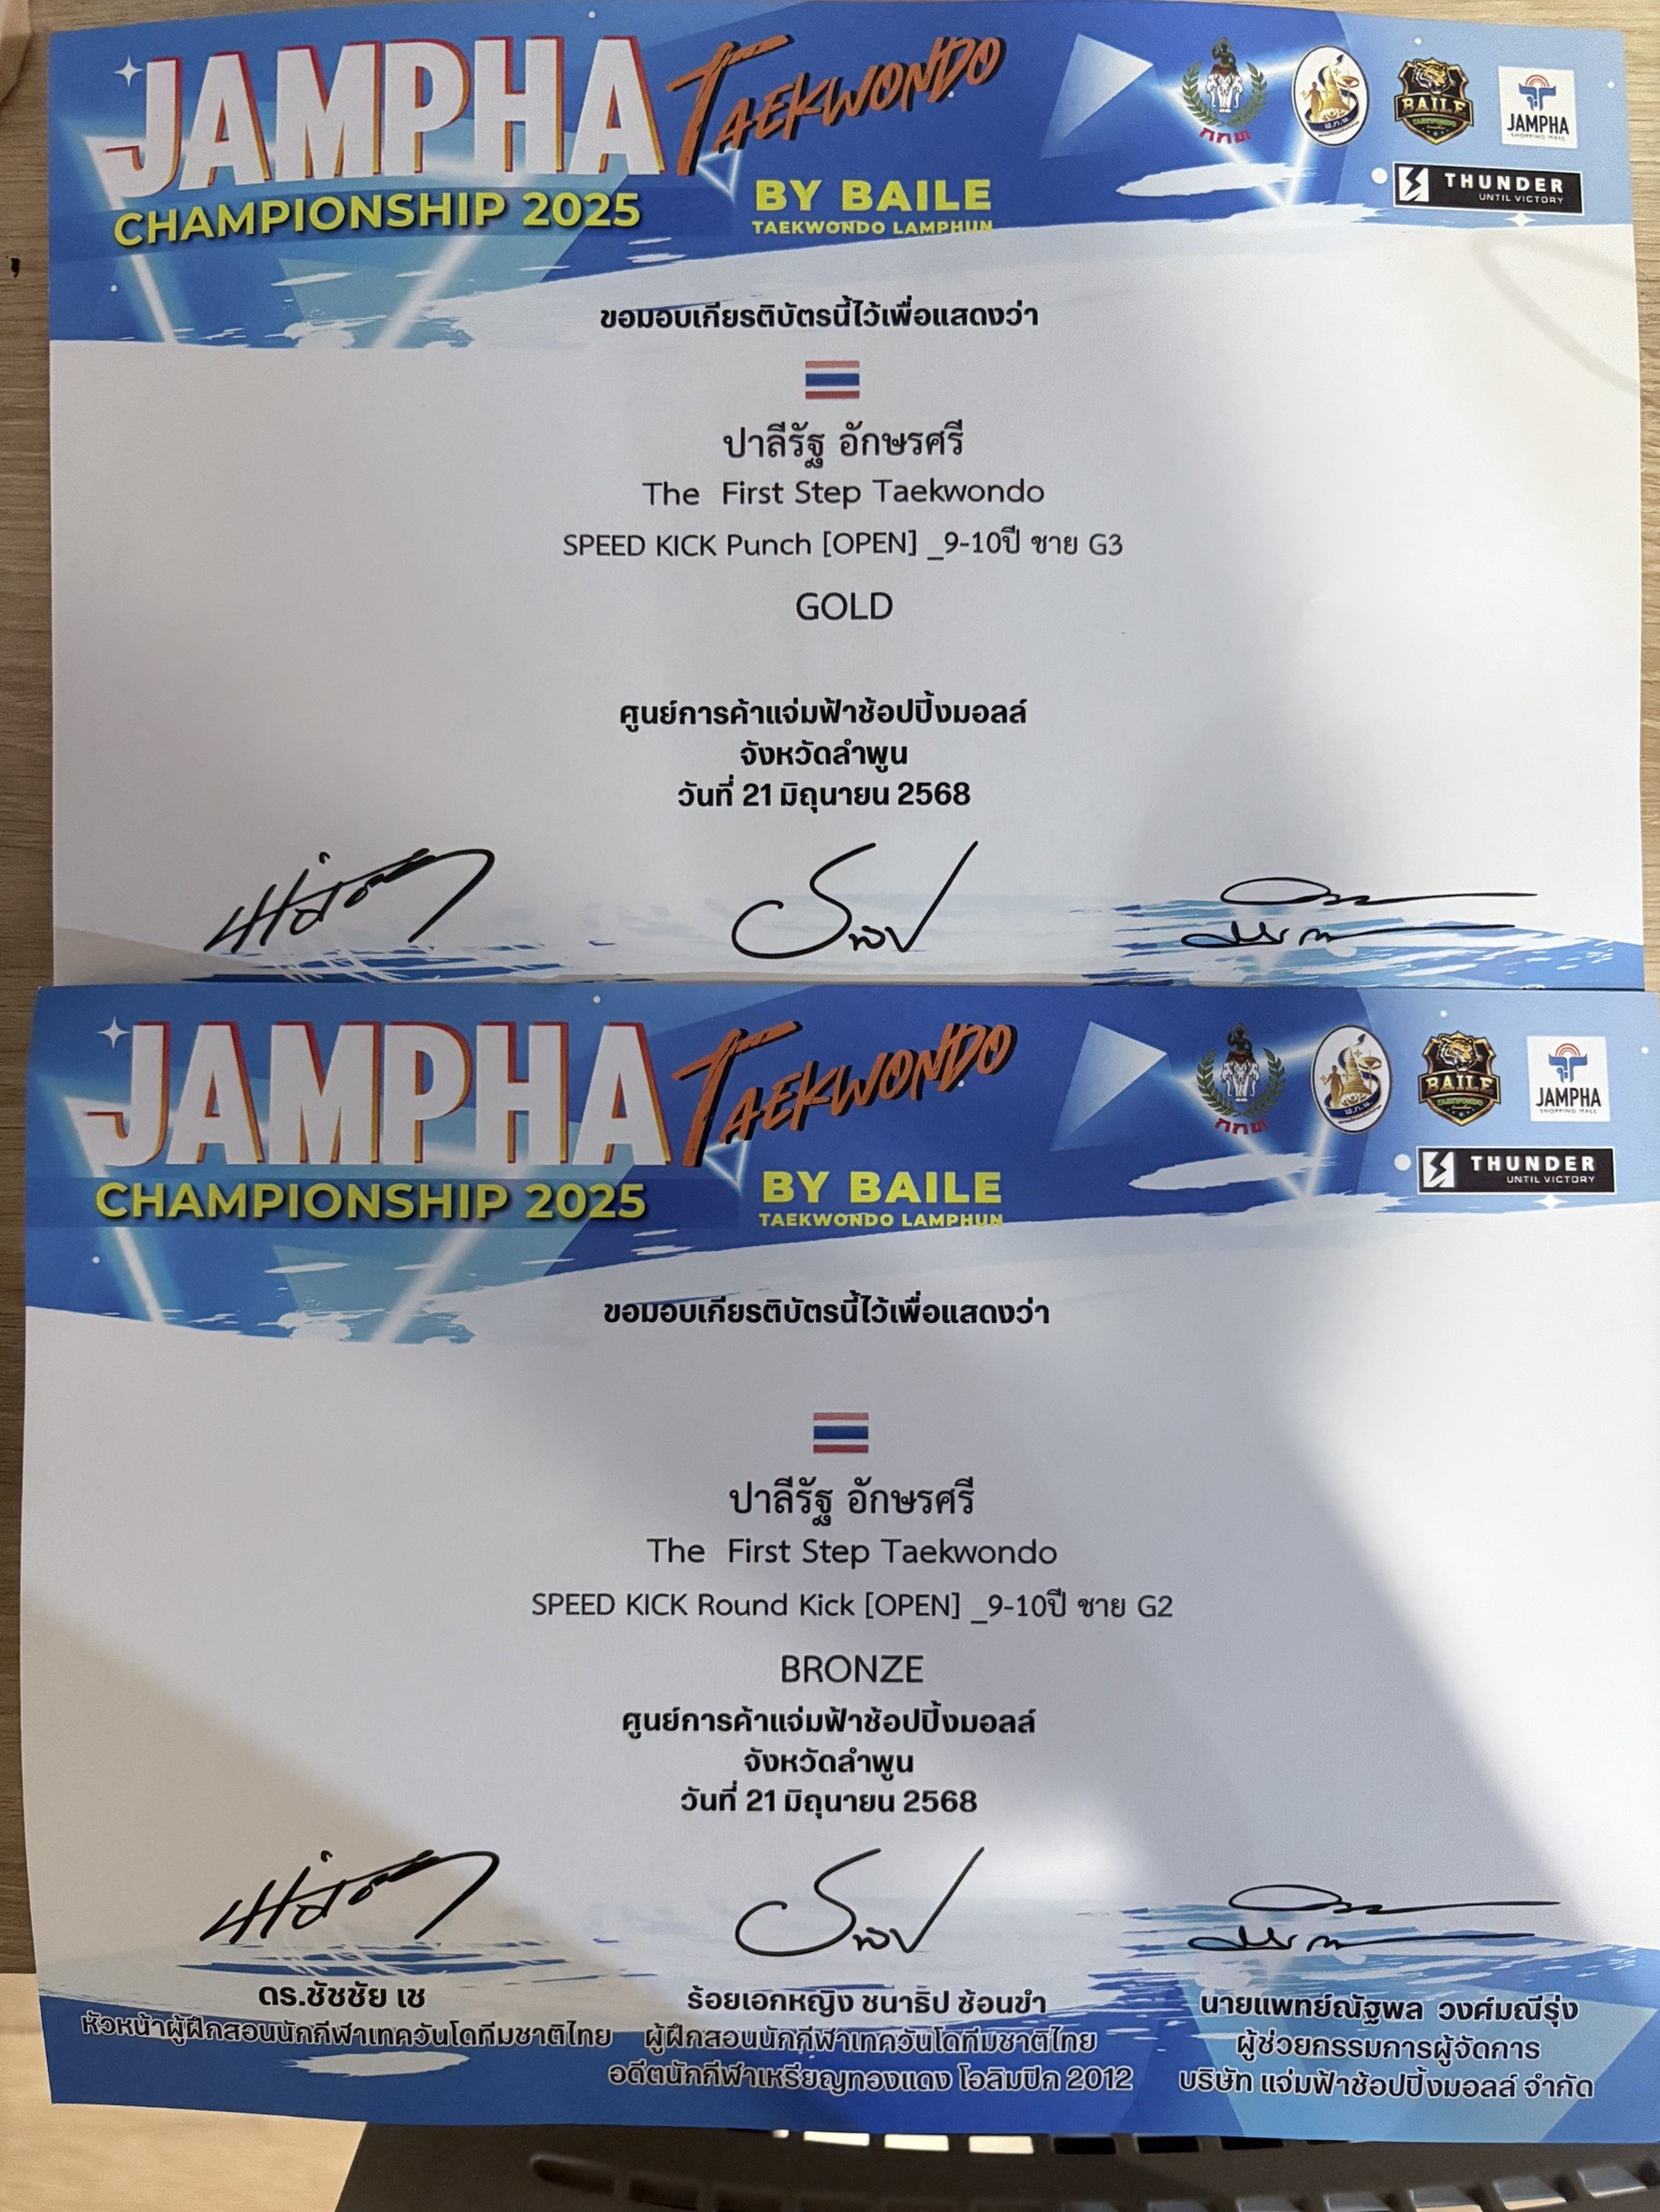 JAMPHA TAEKWONDO
CHAMPIONSHIP 2025
BY BAILE
TAEKWONDO LAMPHUN
กกท
BAILE
TAEKWONDO
JAMPHA
SHOPPING MALL
THUNDER
UNTIL VICTORY
ขอมอบเกียรติบัตรนี้ไว้เพื่อแสดงว่า
ปาลีรัฐ อักษรศรี
The First Step Taekwondo
SPEED KICK Punch [OPEN] _9-10ปี ชาย G3
GOLD
ศูนย์การค้าแจ่มฟ้าช้อปปิ้งมอลล์
จังหวัดลำพูน
วันที่ 21 มิถุนายน 2568
JAMPHA TAEKWONDO
CHAMPIONSHIP 2025
BY BAILE
TAEKWONDO LAMPHUN
กกท
BAILE
TAEKWONDO
JAMPHA
SHOPPING MALL
THUNDER
UNTIL VICTORY
ขอมอบเกียรติบัตรนี้ไว้เพื่อแสดงว่า
ปาลีรัฐ อักษรศรี
The First Step Taekwondo
SPEED KICK Round Kick [OPEN] _9-10ปี ชาย G2
BRONZE
ศูนย์การค้าแจ่มฟ้าช้อปปิ้งมอลล์
จังหวัดลำพูน
วันที่ 21 มิถุนายน 2568
ดร.ชัชชัย เช
หัวหน้าผู้ฝึกสอนนักกีฬาเทควันโดทีมชาติไทย
ร้อยเอกหญิง ชนาธิป ซ้อนขำ
ผู้ฝึกสอนนักกีฬาเทควันโดทีมชาติไทย
อดีตนักกีฬาเหรียญทองแดง โอลิมปิก 2012
นายแพทย์ณัฐพล วงศ์มณีรุ่ง
ผู้ช่วยกรรมการผู้จัดการ
บริษัท แจ่มฟ้าช้อปปิ้งมอลล์ จำกัด